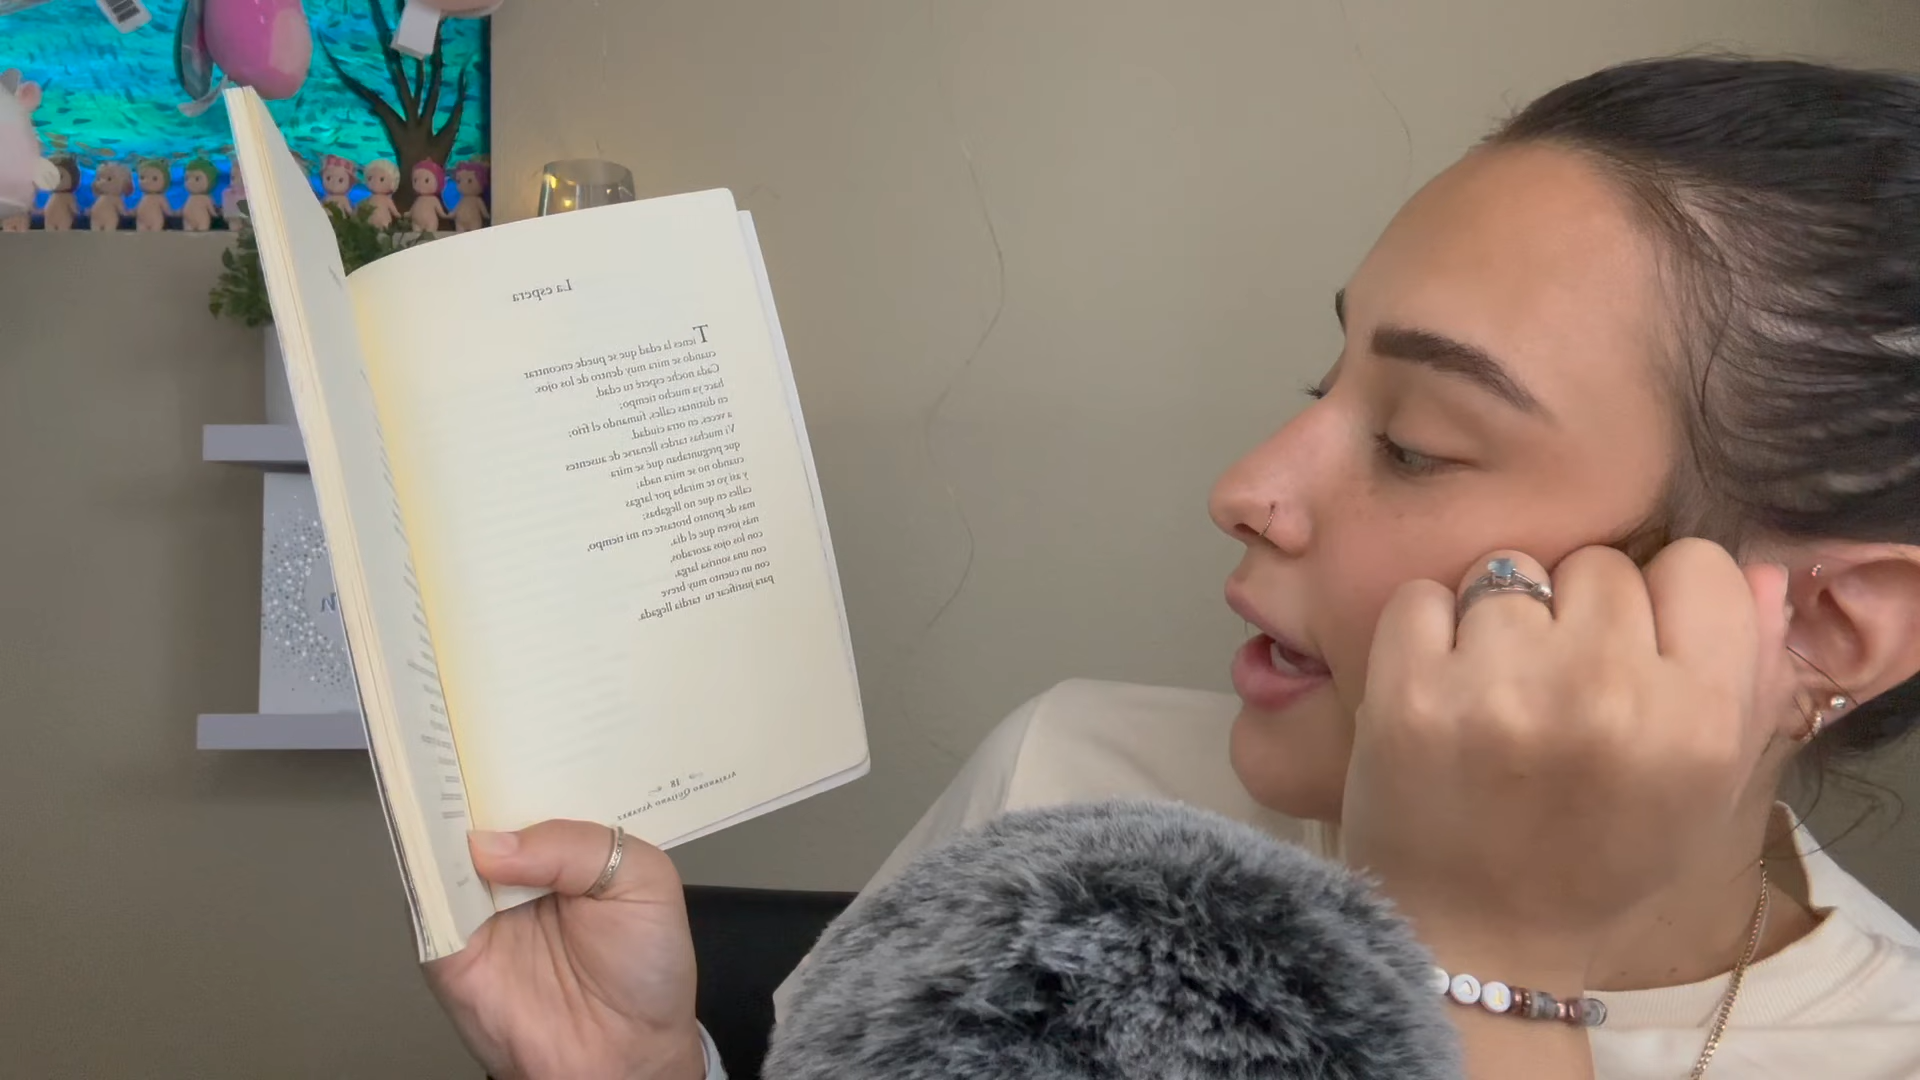 La espera
Tienes la edad que se puede encontrar
cuando se mira muy dentro de los ojos.
Cada noche esperé tu edad,
hace ya mucho tiempo;
en distintas calles, fumando el frío;
a veces, en otra ciudad.
Vi muchas tardes llenarse de ausentes
que preguntaban qué se mira
cuando no se mira nada;
y así yo te miraba por largas
calles en que no llegabas;
mas de pronto brotaste en mi tiempo,
más joven que el día,
con los ojos azorados,
con una sonrisa larga,
con un cuento muy breve
para justificar tu tardía llegada.
18
Alejandro Quijano Álvarez